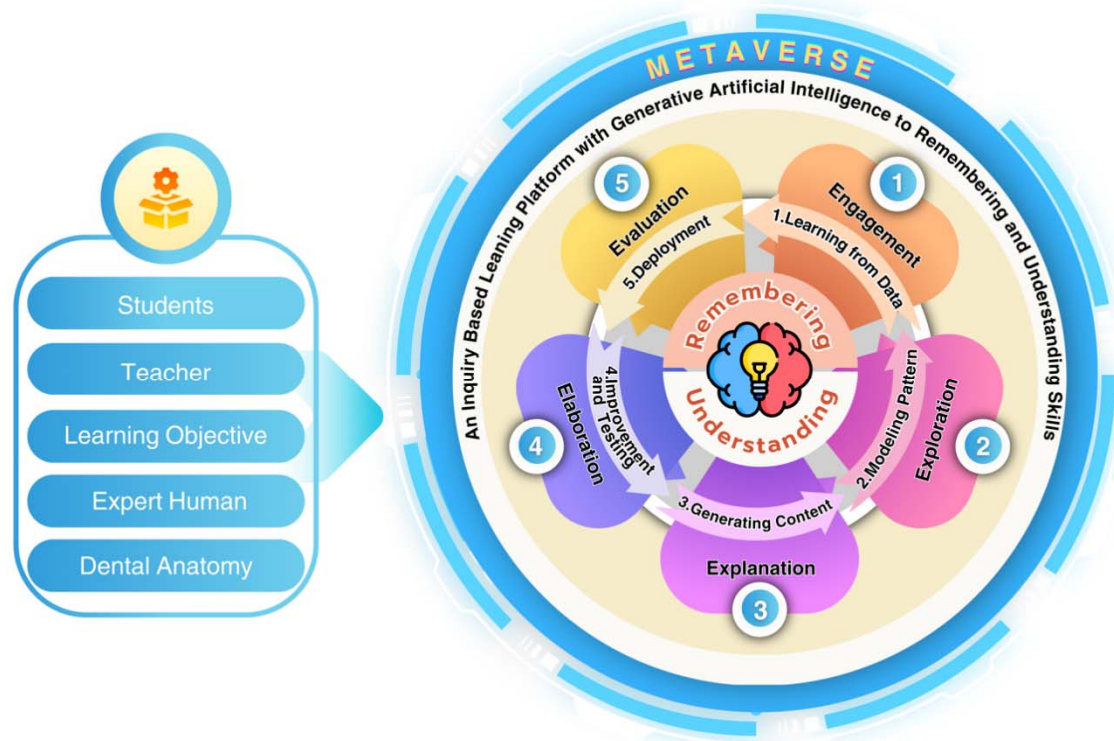 Students
Teacher
Learning Objective
Expert Human
Dental Anatomy
METAVERSE
An Inquiry Based Leaning Platform with Generative Artificial Intelligence to Remembering and Understanding Skills
1
Engagement
1.Learning from Data
2
Exploration
2.Modeling Pattern
3
Explanation
3.Generating Content
4
Elaboration
4.Improvement
and Testing
5
Evaluation
5.Deployment
Remembering
Understanding